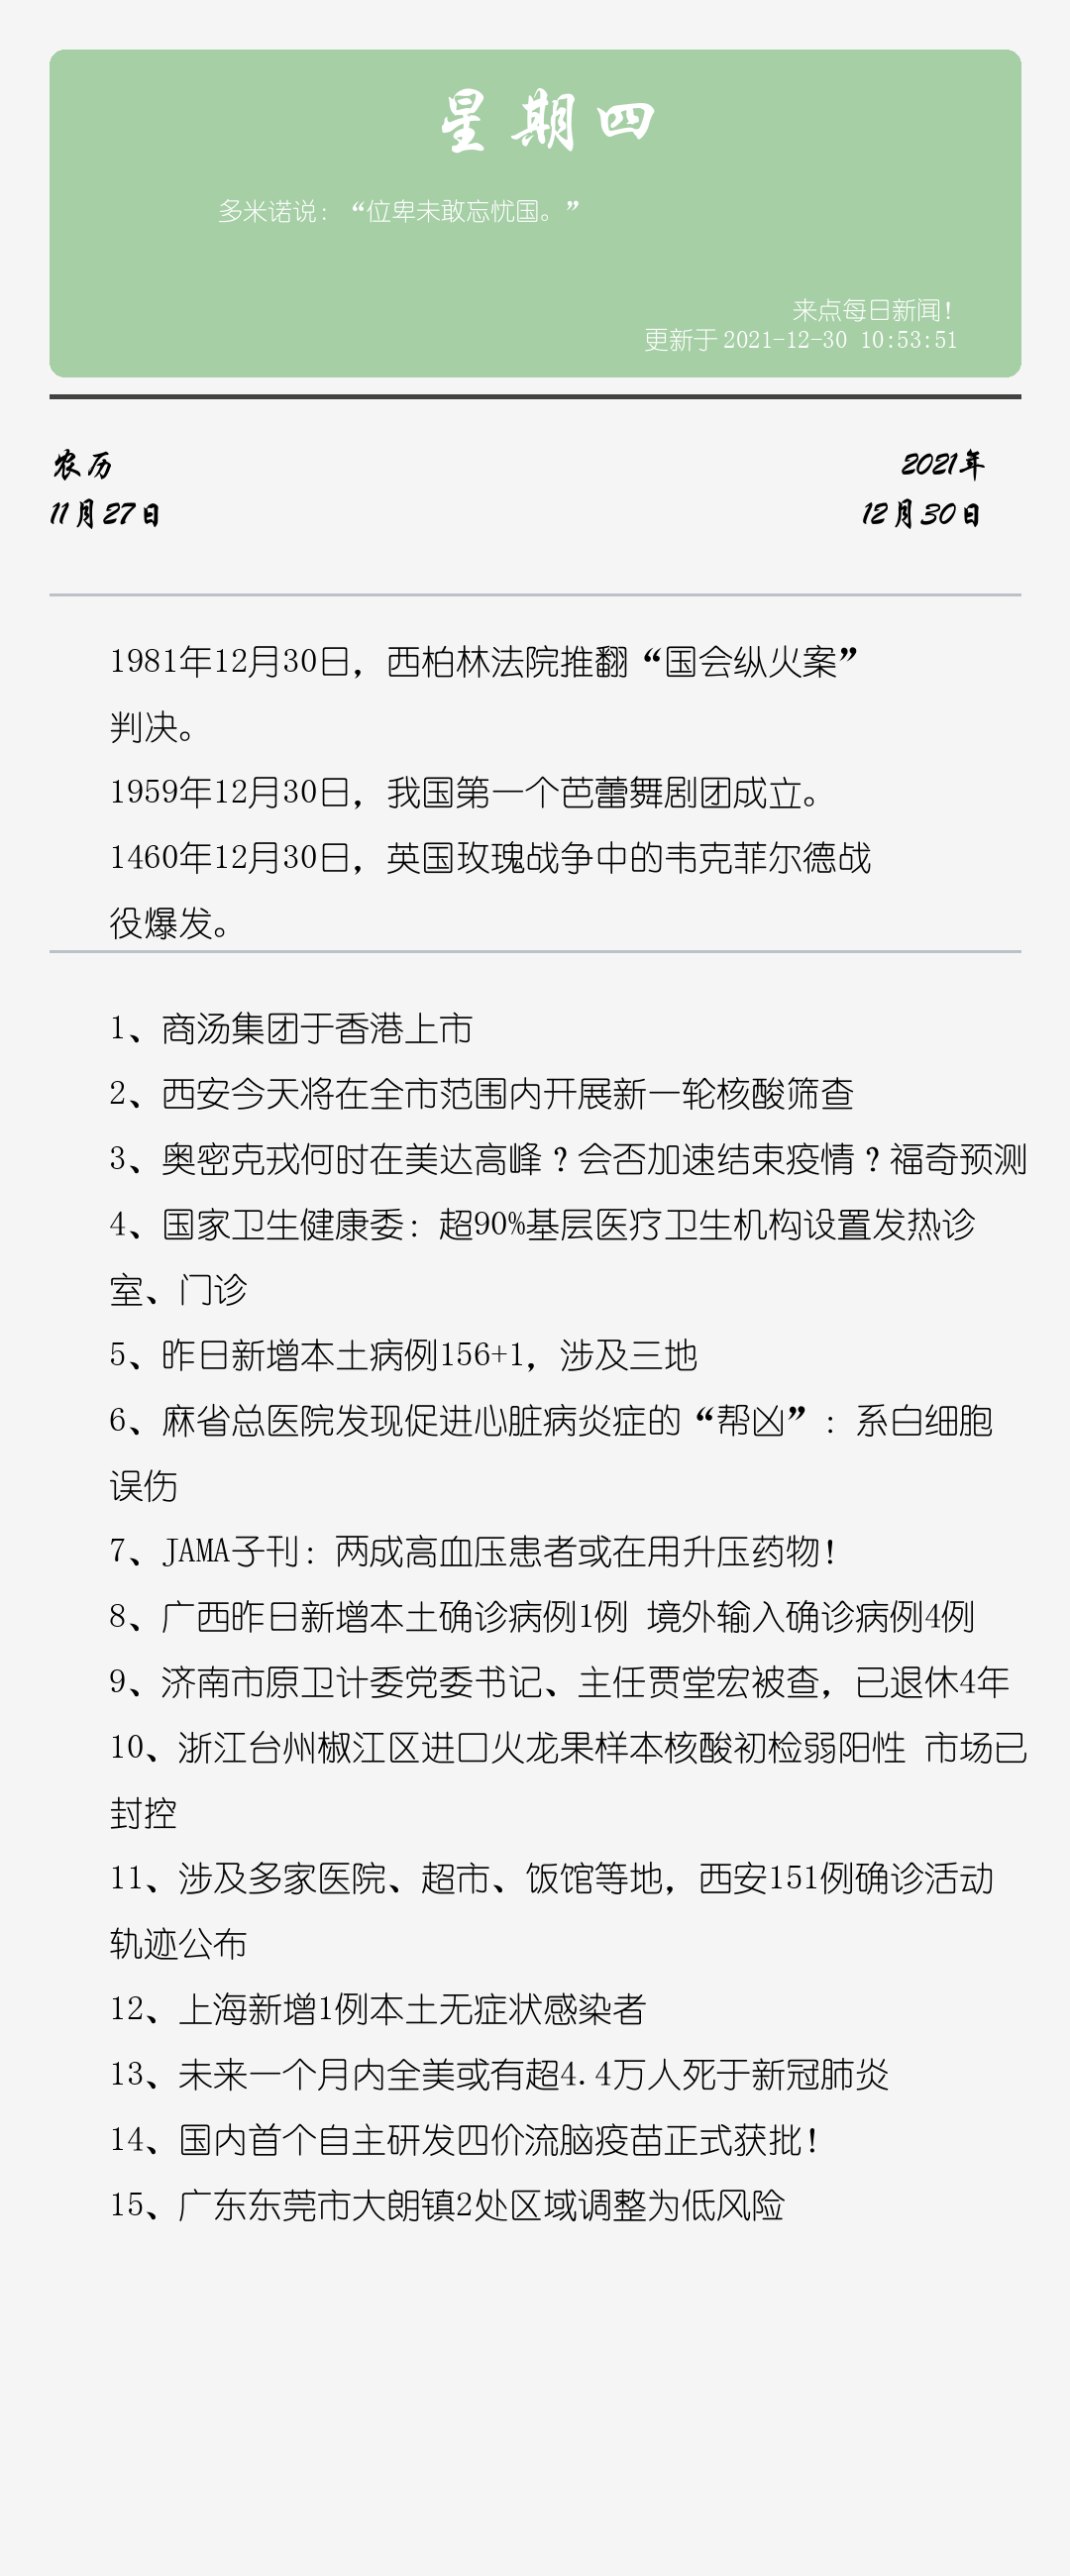 星期四
多米诺说：“位卑未敢忘忧国。”
来点每日新闻！
更新于 2021-12-30 10:53:51
农历
11月27日
2021年
12月30日
1981年12月30日，西柏林法院推翻“国会纵火案”
判决。
1959年12月30日，我国第一个芭蕾舞剧团成立。
1460年12月30日，英国玫瑰战争中的韦克菲尔德战
役爆发。
1、商汤集团于香港上市
2、西安今天将在全市范围内开展新一轮核酸筛查
3、奥密克戎何时在美达高峰？会否加速结束疫情？福奇预测
4、国家卫生健康委：超90%基层医疗卫生机构设置发热诊
室、门诊
5、昨日新增本土病例156+1，涉及三地
6、麻省总医院发现促进心脏病炎症的“帮凶”：系白细胞
误伤
7、JAMA子刊：两成高血压患者或在用升压药物！
8、广西昨日新增本土确诊病例1例 境外输入确诊病例4例
9、济南市原卫计委党委书记、主任贾堂宏被查，已退休4年
10、浙江台州椒江区进口火龙果样本核酸初检弱阳性 市场已
封控
11、涉及多家医院、超市、饭馆等地，西安151例确诊活动
轨迹公布
12、上海新增1例本土无症状感染者
13、未来一个月内全美或有超4.4万人死于新冠肺炎
14、国内首个自主研发四价流脑疫苗正式获批！
15、广东东莞市大朗镇2处区域调整为低风险